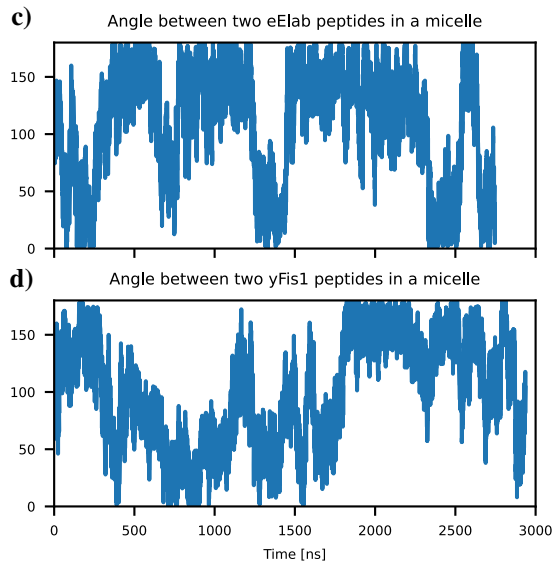 c)
Angle between two eElab peptides in a micelle
150
100
50
0
d)
Angle between two yFis1 peptides in a micelle
150
100
50
0
0 500 1000 1500 2000 2500 3000
Time [ns]